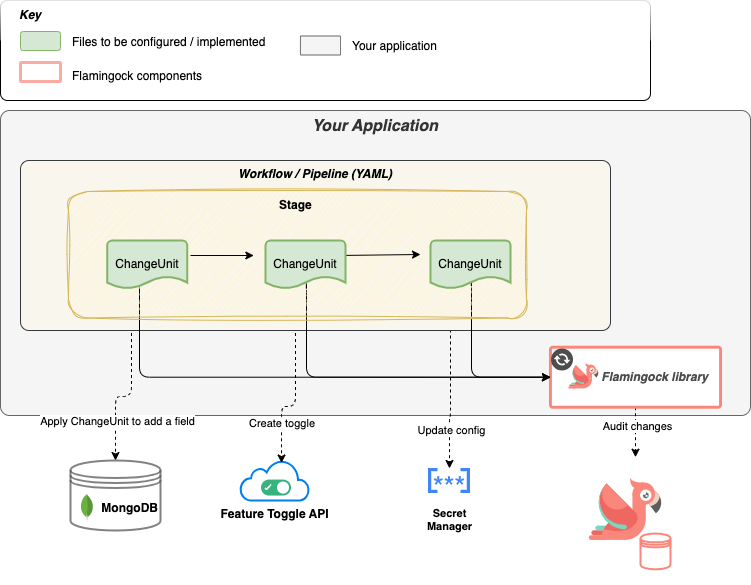 Key
Files to be configured / implemented
Your application
Flamingock components
Your Application
Workflow / Pipeline (YAML)
Stage
ChangeUnit
ChangeUnit
ChangeUnit
Flamingock library
Apply ChangeUnit to add a field
Create toggle
Update config
Audit changes
MongoDB
Feature Toggle API
***
Secret
Manager